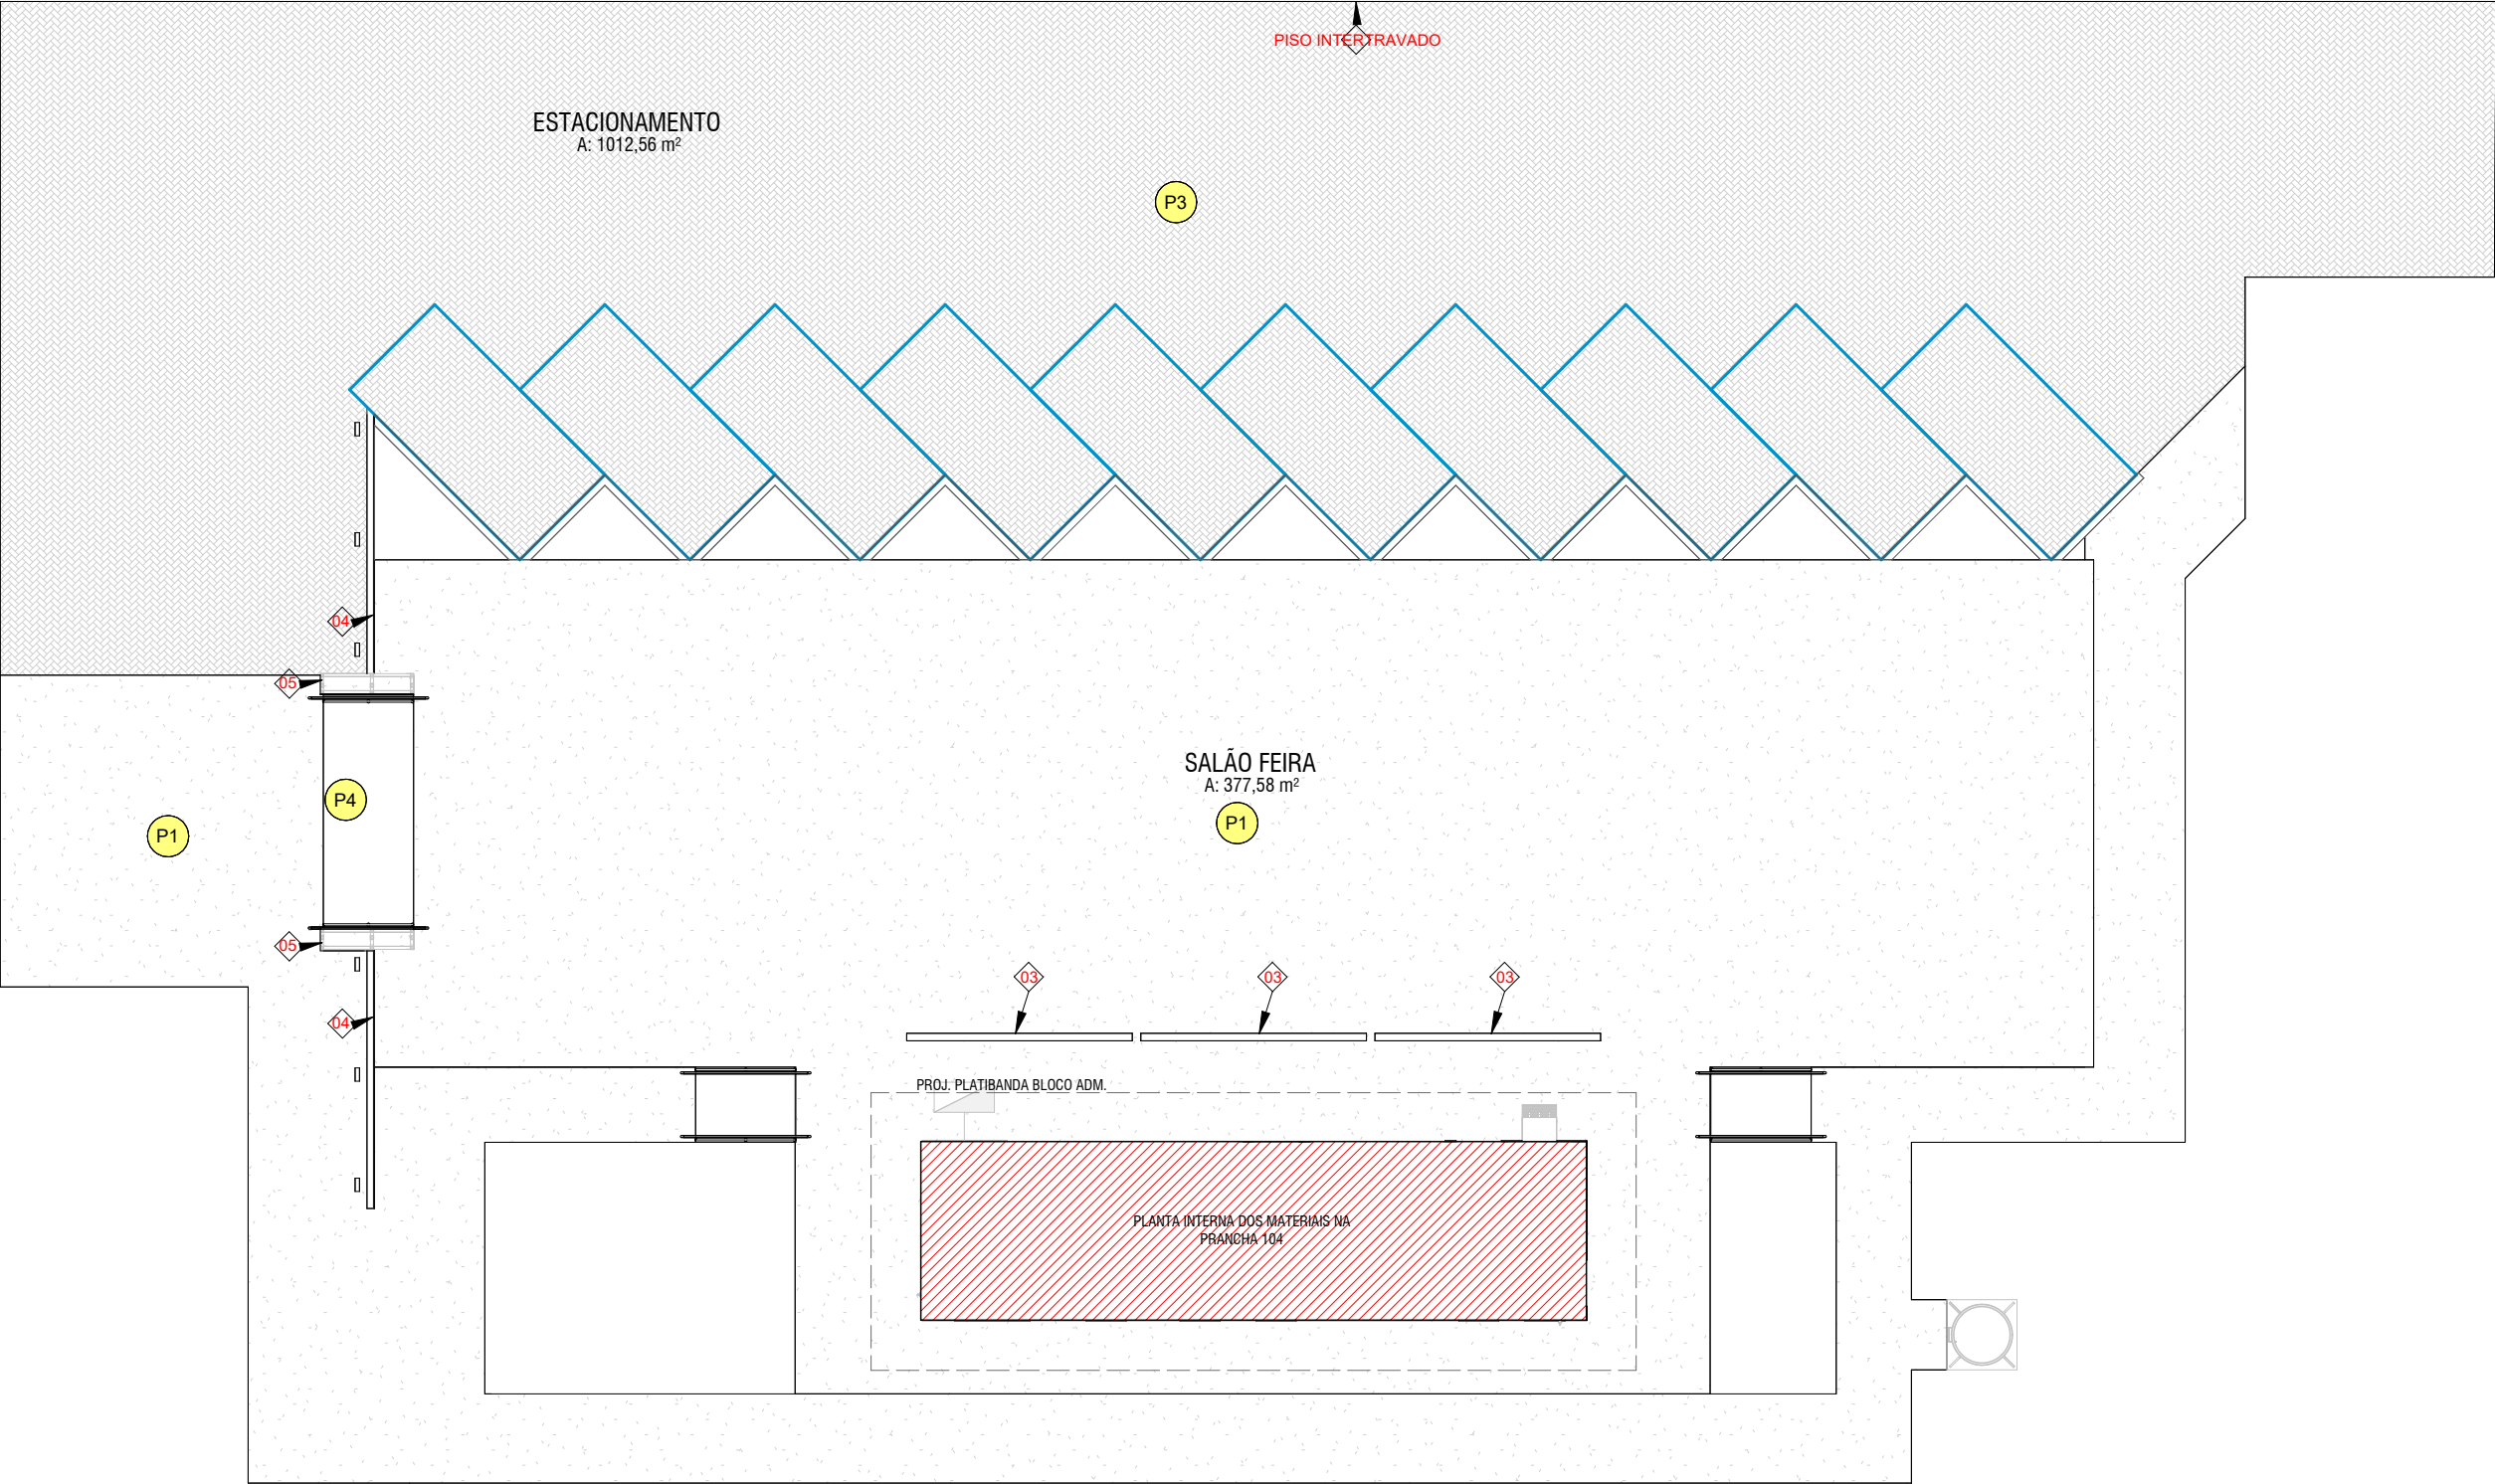 PISO INTERTRAVADO
ESTACIONAMENTO
A: 1012,56 m²
P3
04
05
SALÃO FEIRA
A: 377,58 m²
P4
P1
P1
05
03
03
03
04
PROJ. PLATIBANDA BLOCO ADM.
PLANTA INTERNA DOS MATERIAIS NA
PRANCHA 104